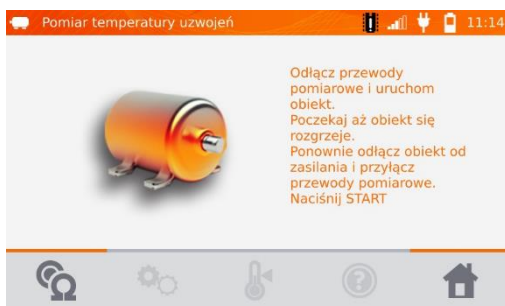 Pomiar temperatury uzwojeń 11:14
Odłącz przewody
pomiarowe i uruchom
obiekt.
Poczekaj aż obiekt się
rozgrzeje.
Ponownie odłącz obiekt od
zasilania i przyłącz
przewody pomiarowe.
Naciśnij START